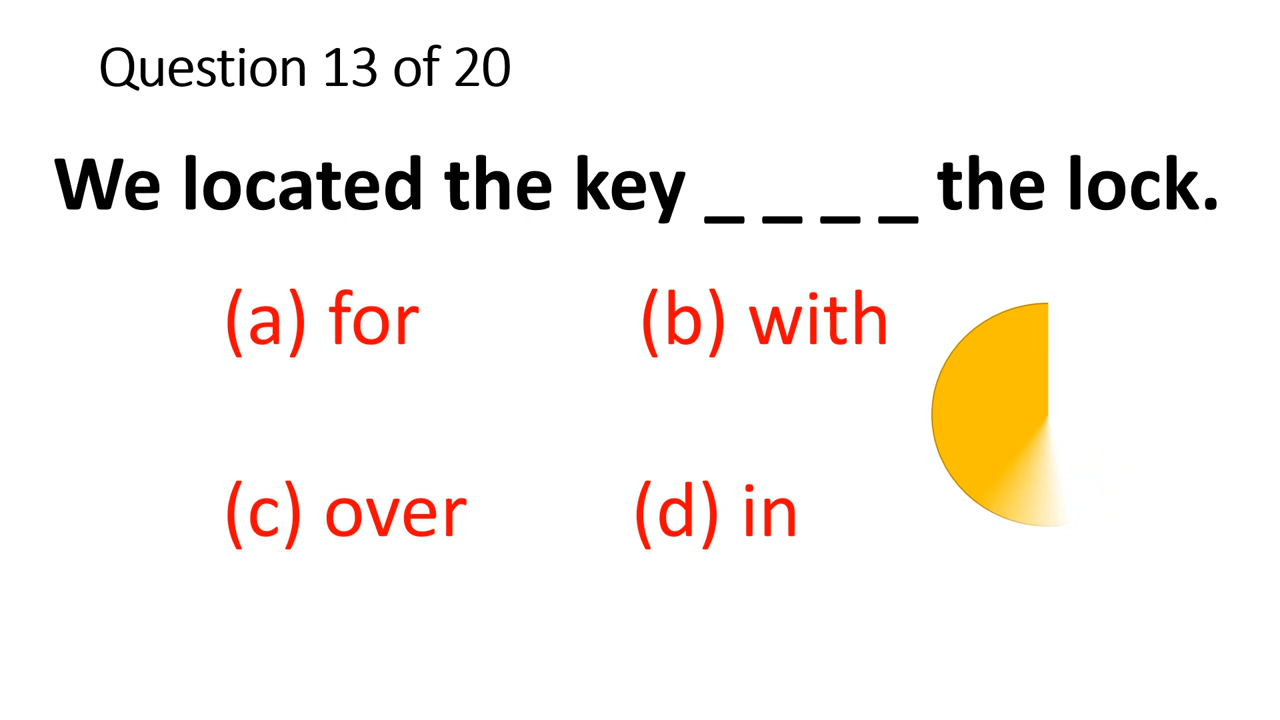 Question 13 of 20
We located the key _ _ _ _ the lock.
(a) for (b) with
(c) over (d) in